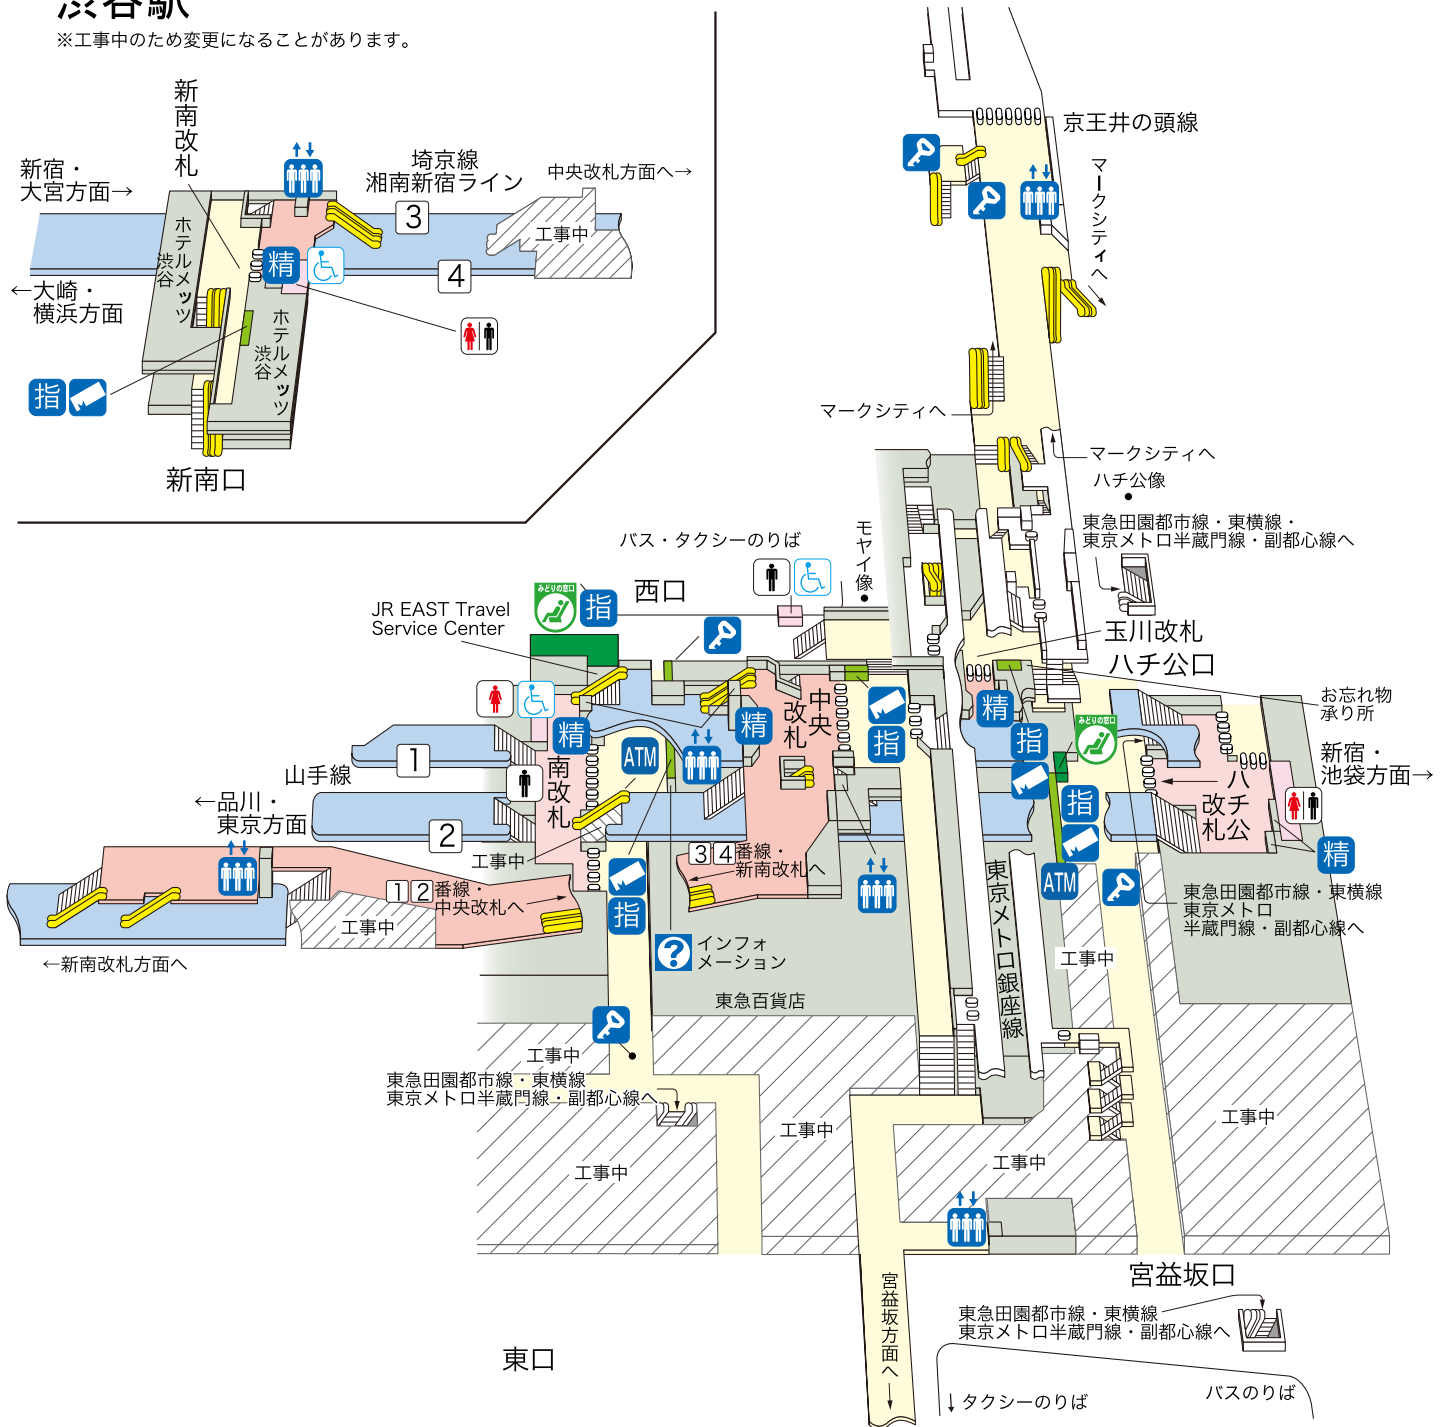 渋谷駅
※工事中のため変更になることがあります。
新南改札
新宿・
大宮方面→
埼京線
湘南新宿ライン
中央改札方面へ→
3
工事中
4
ホテルメッツ
渋谷
精
←大崎・
横浜方面
ホテルメッツ
渋谷
指
新南口
京王井の頭線
マークシティへ
マークシティへ
マークシティへ
ハチ公像
東急田園都市線・東横線・
東京メトロ半蔵門線・副都心線へ
バス・タクシーのりば
モヤイ像
みどりの窓口
指
西口
JR EAST Travel
Service Center
玉川改札
ハチ公口
お忘れ物
承り所
新宿・
池袋方面→
中央改札
精
精
精
指
指
みどりの窓口
ATM
南改札
1
山手線
2
←品川・
東京方面
ハチ公改札
指
ATM
精
工事中
3 4 番線・
新南改札へ
1 2 番線・
中央改札へ
工事中
指
←新南改札方面へ
インフォ
メーション
東急百貨店
東京メトロ銀座線
東急田園都市線・東横線
東京メトロ
半蔵門線・副都心線へ
工事中
工事中
東急田園都市線・東横線
東京メトロ半蔵門線・副都心線へ
工事中
工事中
工事中
工事中
宮益坂口
宮益坂方面へ
東急田園都市線・東横線
東京メトロ半蔵門線・副都心線へ
東口
↓タクシーのりば
バスのりば